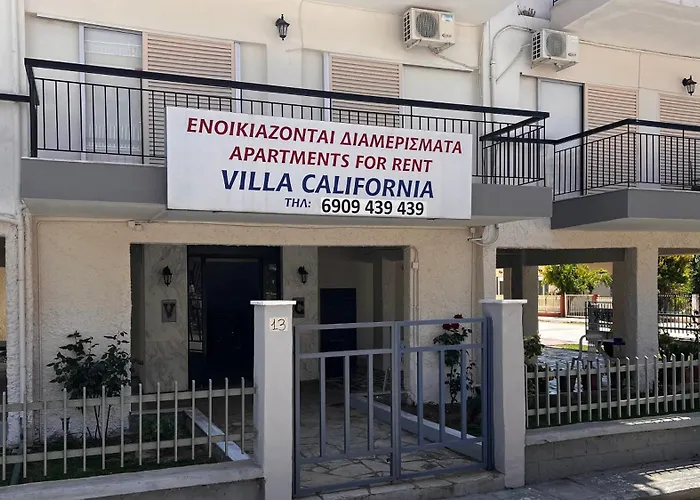 ΕΝΟΙΚΙΑΖΟΝΤΑΙ ΔΙΑΜΕΡΙΣΜΑΤΑ
APARTMENTS FOR RENT
VILLA CALIFORNIA
ΤΗΛ: 6909 439 439
13
V
C